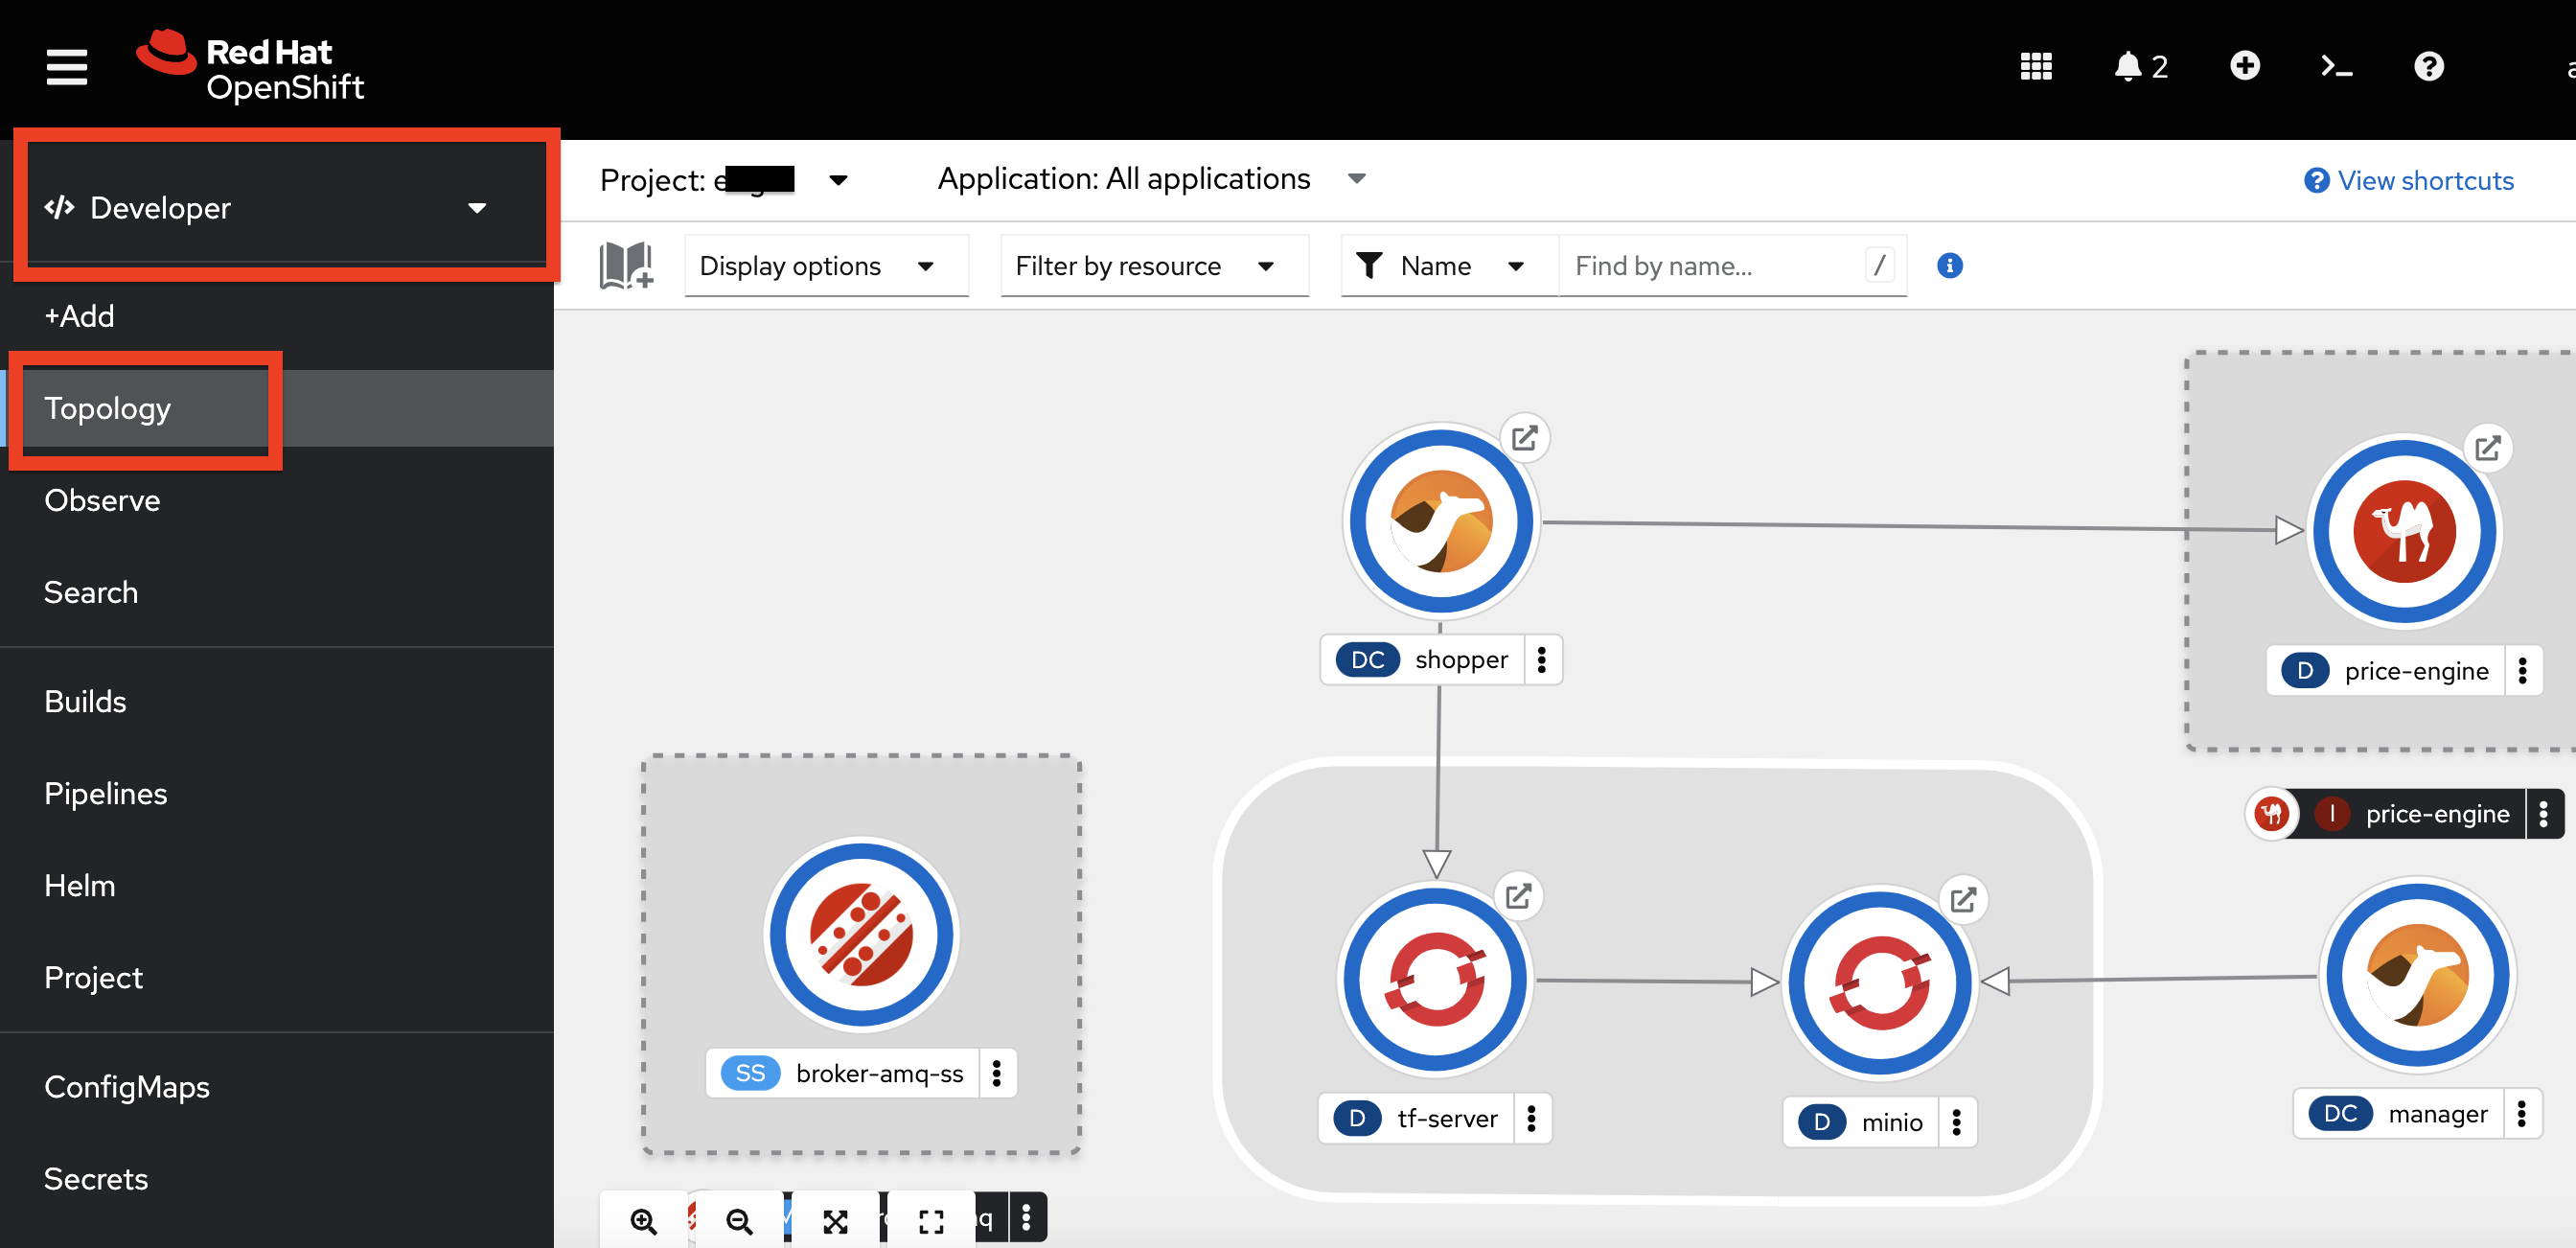 Red Hat
OpenShift
2
Developer
+Add
Topology
Observe
Search
Builds
Pipelines
Helm
Project
ConfigMaps
Secrets
Project: e
Application: All applications
View shortcuts
Display options
Filter by resource
Name
Find by name...
/
DC shopper
D price-engine
I price-engine
SS broker-amq-ss
D tf-server
D minio
DC manager